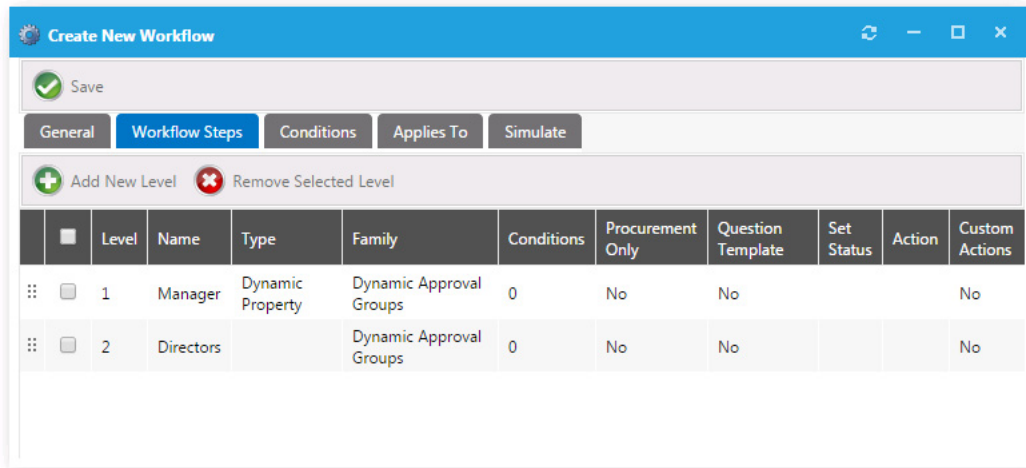 Create New Workflow
Save
General Workflow Steps Conditions Applies To Simulate
Add New Level Remove Selected Level
Level Name Type Family Conditions Procurement Only Question Template Set Status Action Custom Actions
1 Manager Dynamic Property Dynamic Approval Groups 0 No No No
2 Directors Dynamic Approval Groups 0 No No No